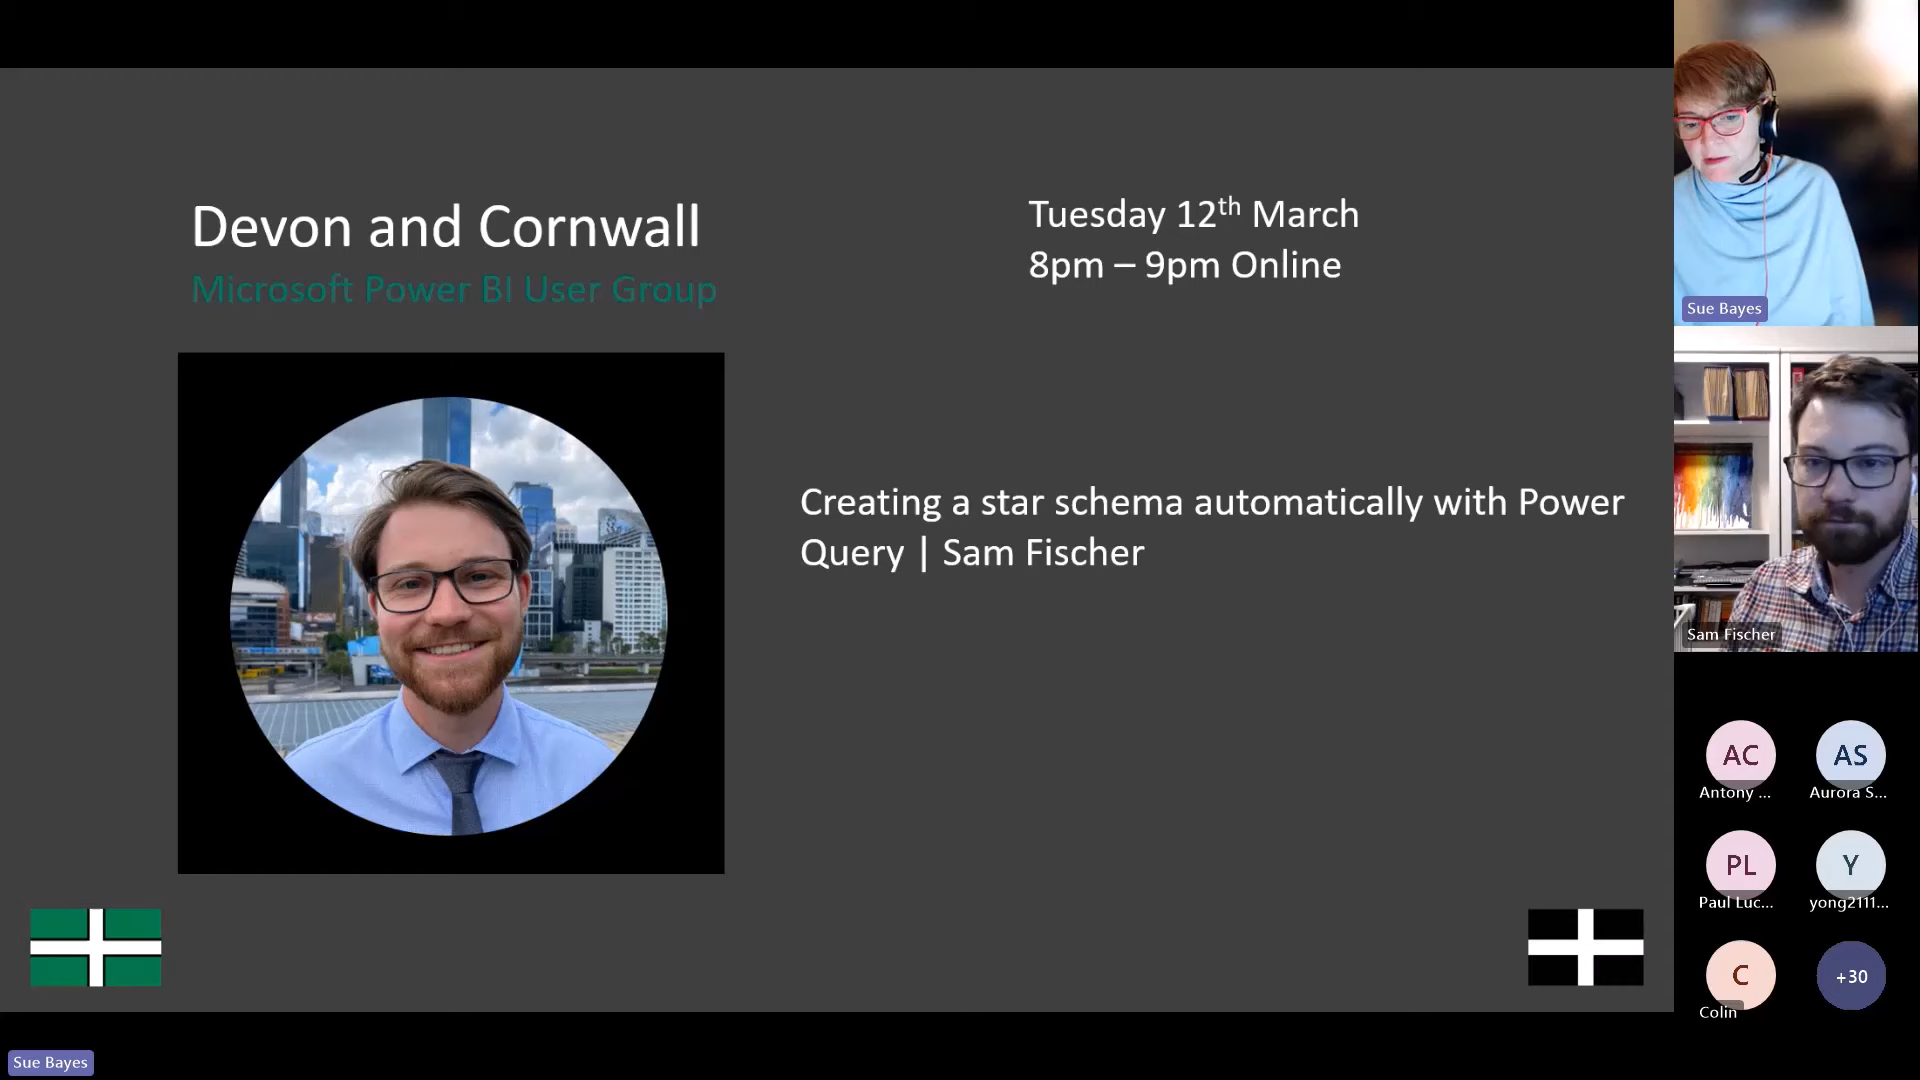 Devon and Cornwall
Microsoft Power BI User Group
Tuesday 12th March
8pm – 9pm Online
Creating a star schema automatically with Power
Query | Sam Fischer
Sue Bayes
Sam Fischer
AC
Antony ...
AS
Aurora S...
PL
Paul Luc...
Y
yong2111...
C
Colin
+30
Sue Bayes